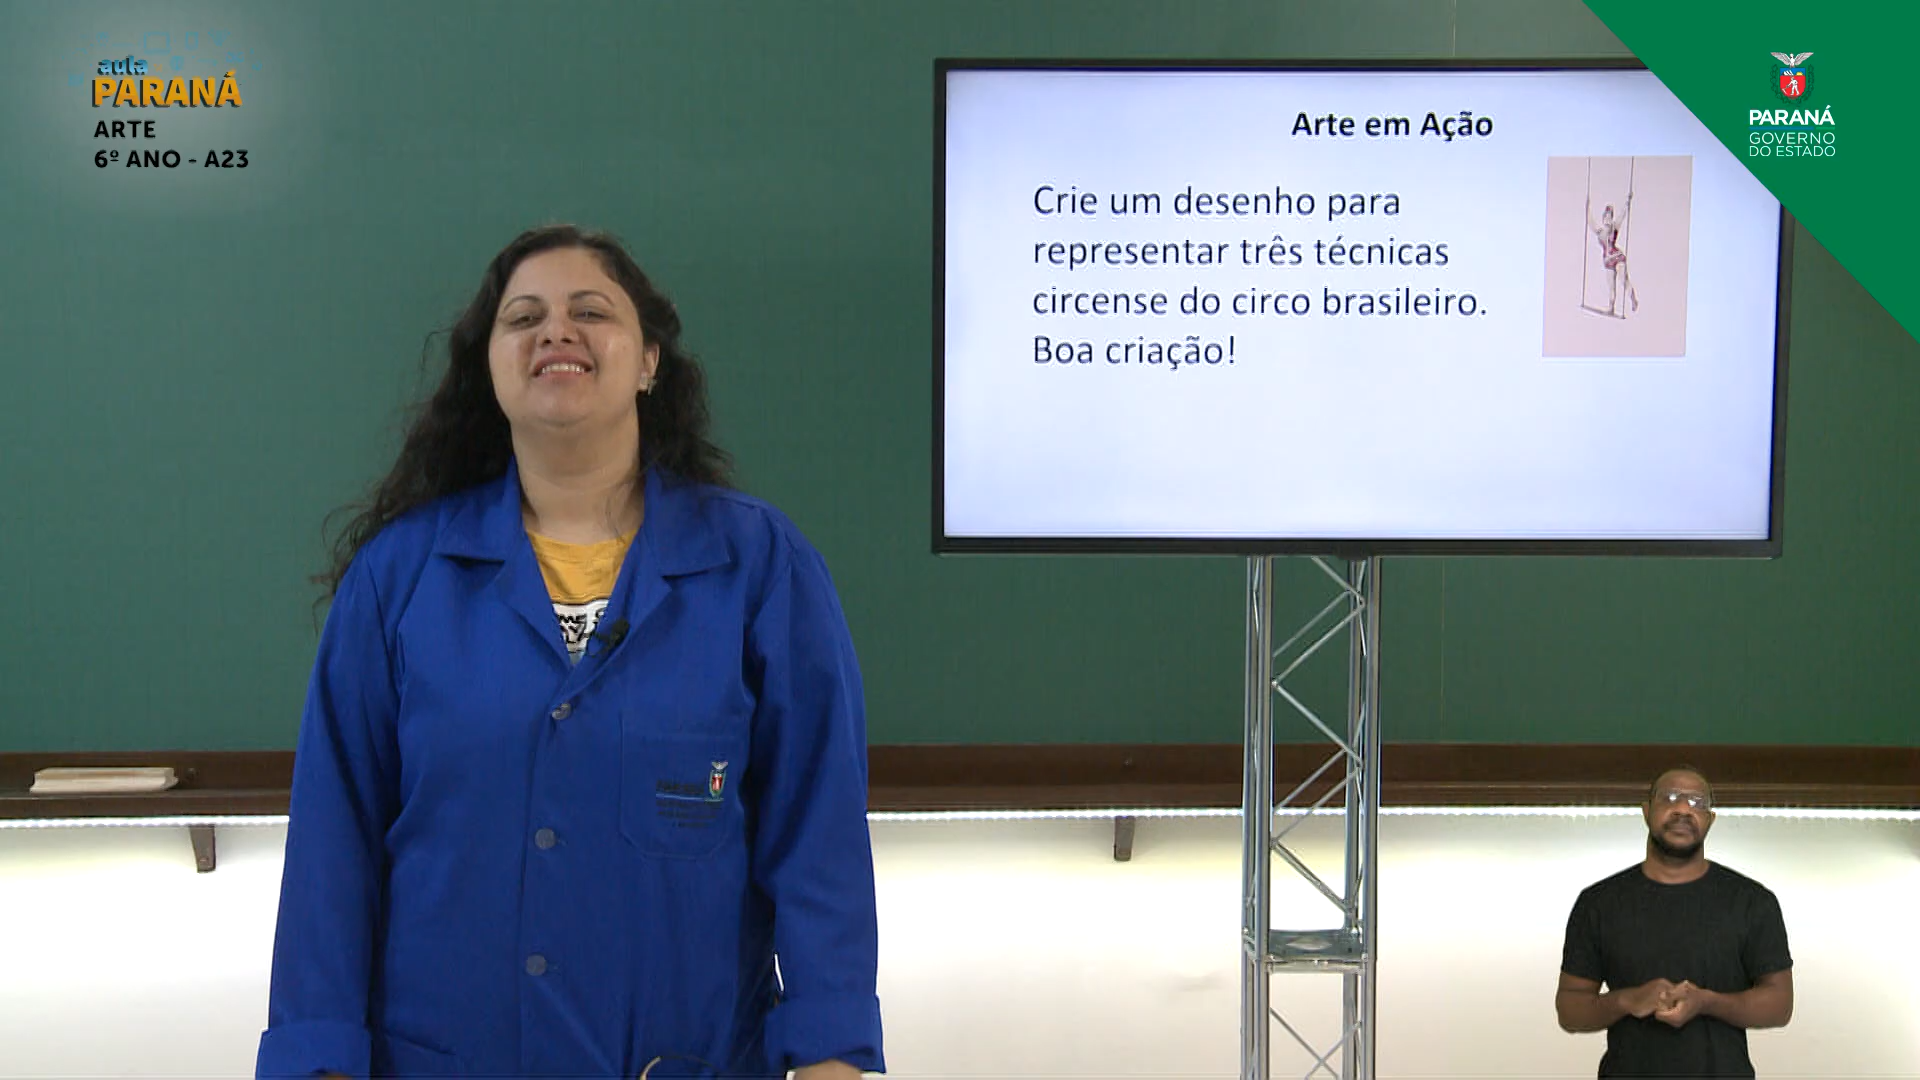 aula
PARANÁ
ARTE
6º ANO - A23
Arte em Ação
Crie um desenho para
representar três técnicas
circense do circo brasileiro.
Boa criação!
PARANÁ
GOVERNO
DO ESTADO